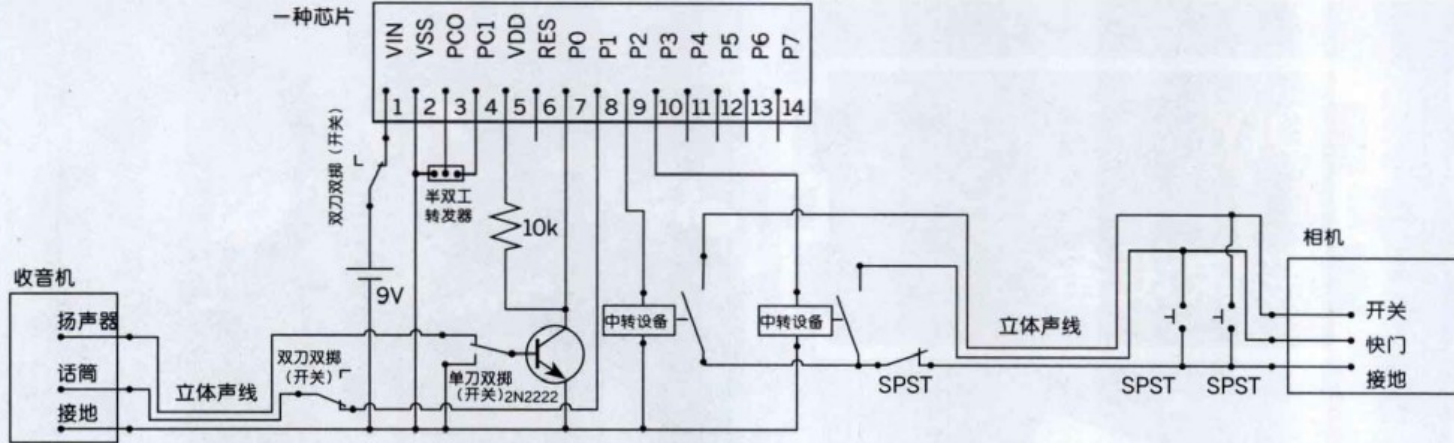 一种芯片
VIN
VSS
PCO
PC1
VDD
RES
P0
P1
P2
P3
P4
P5
P6
P7
1 2 3 4 5 6 7 8 9 10 11 12 13 14
双刀双掷（开关）
半双工
转发器
10k
9V
收音机
扬声器
话筒
接地
立体声线
双刀双掷
（开关）
单刀双掷
（开关）2N2222
中转设备
中转设备
SPST
立体声线
SPST
SPST
相机
开关
快门
接地